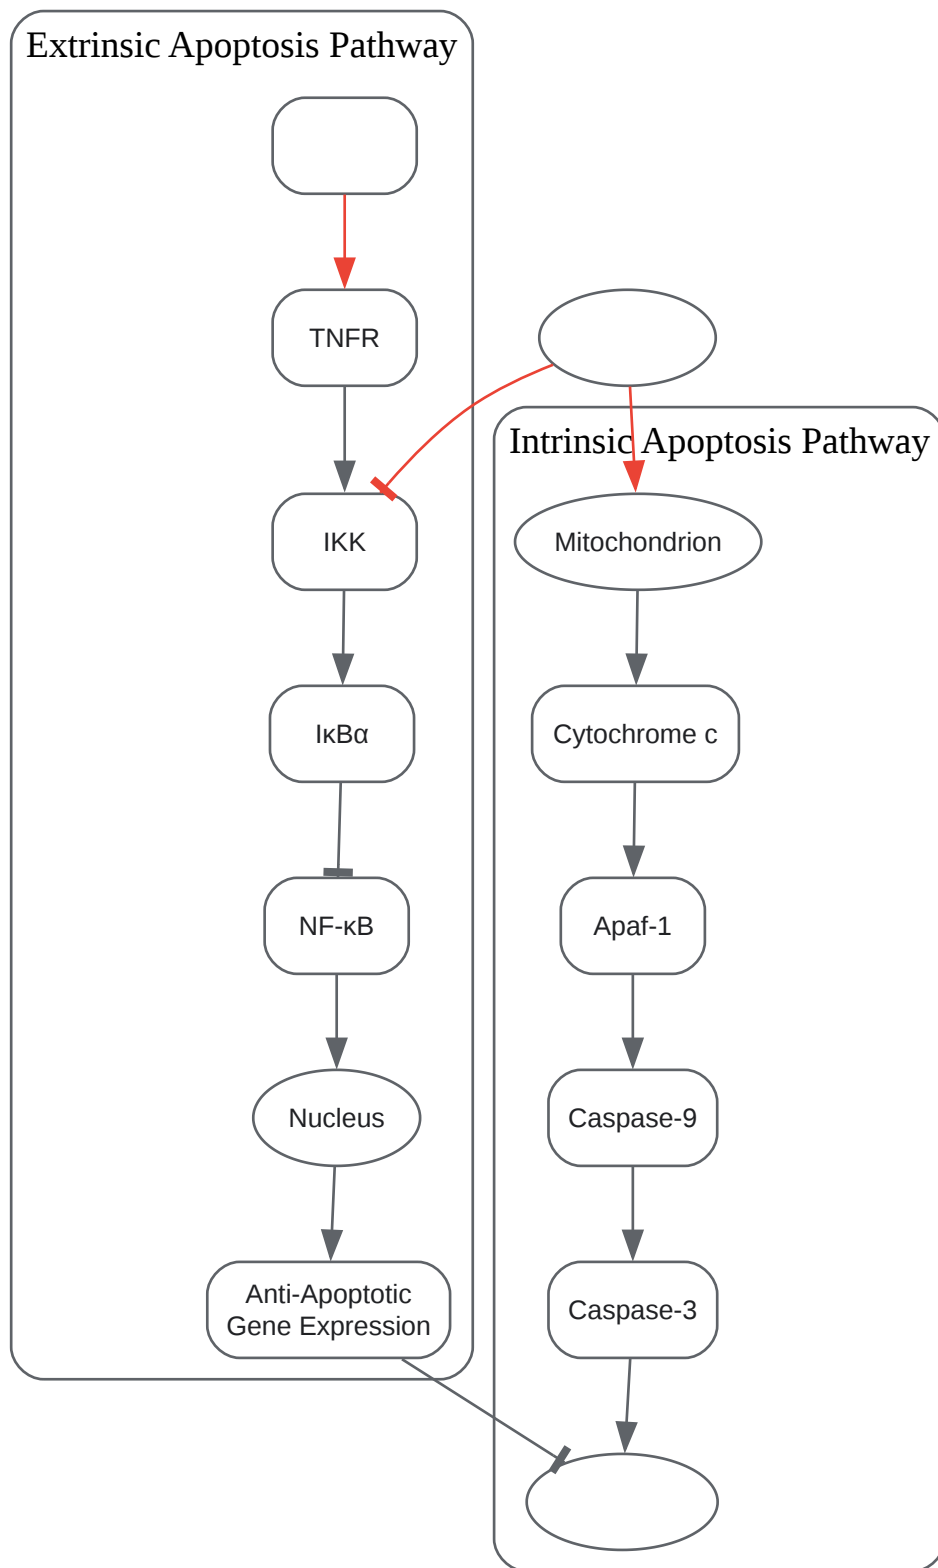 Extrinsic Apoptosis Pathway
TNFR
Intrinsic Apoptosis Pathway
IKK
Mitochondrion
IκBα
Cytochrome c
NF-κB
Apaf-1
Nucleus
Caspase-9
Anti-Apoptotic
Gene Expression
Caspase-3